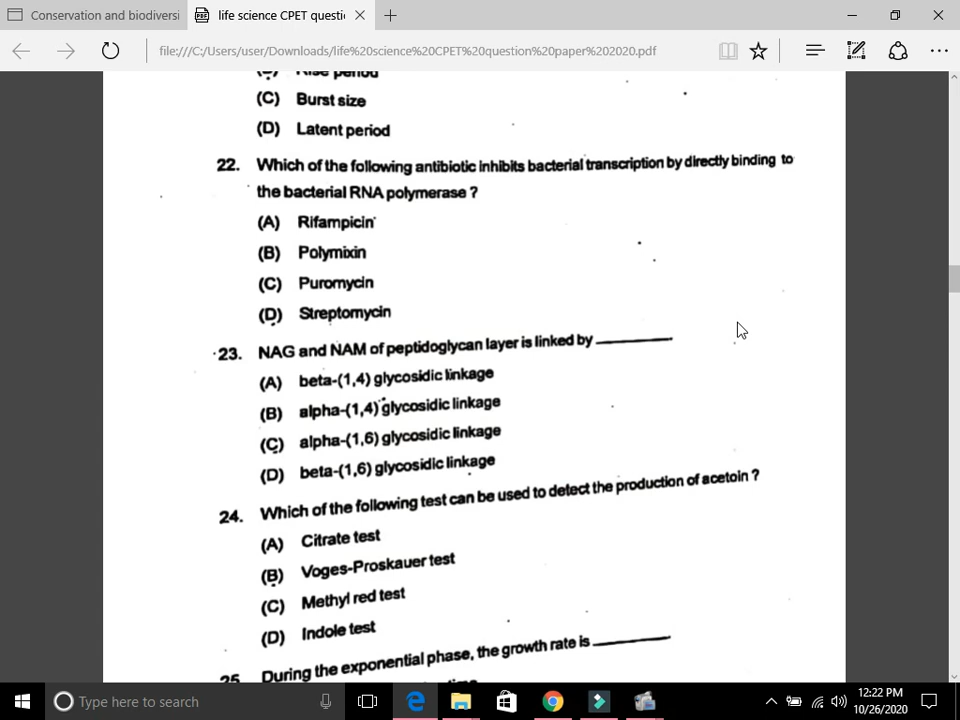 Conservation and biodiversi
life science CPET questi
file:///C:/Users/user/Downloads/life%20science%20CPET%20question%20paper%202020.pdf
Rise period
(C) Burst size
(D) Latent period
22. Which of the following antibiotic inhibits bacterial transcription by directly binding to
the bacterial RNA polymerase ?
(A) Rifampicin
(B) Polymixin
(C) Puromycin
(D) Streptomycin
23. NAG and NAM of peptidoglycan layer is linked by ________
(A) beta-(1,4) glycosidic linkage
(B) alpha-(1,4) glycosidic linkage
(C) alpha-(1,6) glycosidic linkage
(D) beta-(1,6) glycosidic linkage
24. Which of the following test can be used to detect the production of acetoin ?
(A) Citrate test
(B) Voges-Proskauer test
(C) Methyl red test
(D) Indole test
25. During the exponential phase, the growth rate is ________
Type here to search
12:22 PM
10/26/2020